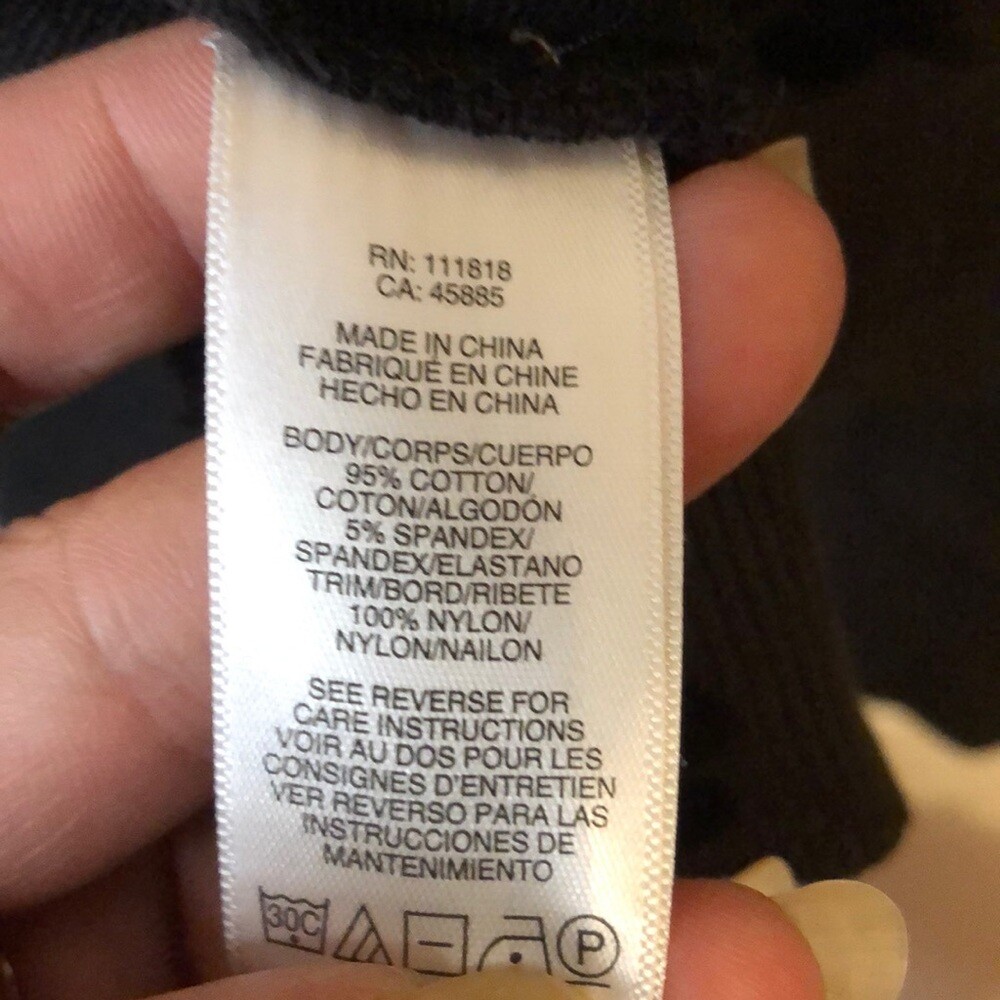 RN: 111818
CA: 45885
MADE IN CHINA
FABRIQUÉ EN CHINE
HECHO EN CHINA
BODY/CORPS/CUERPO
95% COTTON/
COTON/ALGODÓN
5% SPANDEX/
SPANDEX/ELASTANO
TRIM/BORD/RIBETE
100% NYLON/
NYLON/NAILON
SEE REVERSE FOR
CARE INSTRUCTIONS
VOIR AU DOS POUR LES
CONSIGNES D'ENTRETIEN
VER REVERSO PARA LAS
INSTRUCCIONES DE
MANTENIMIENTO
30C P